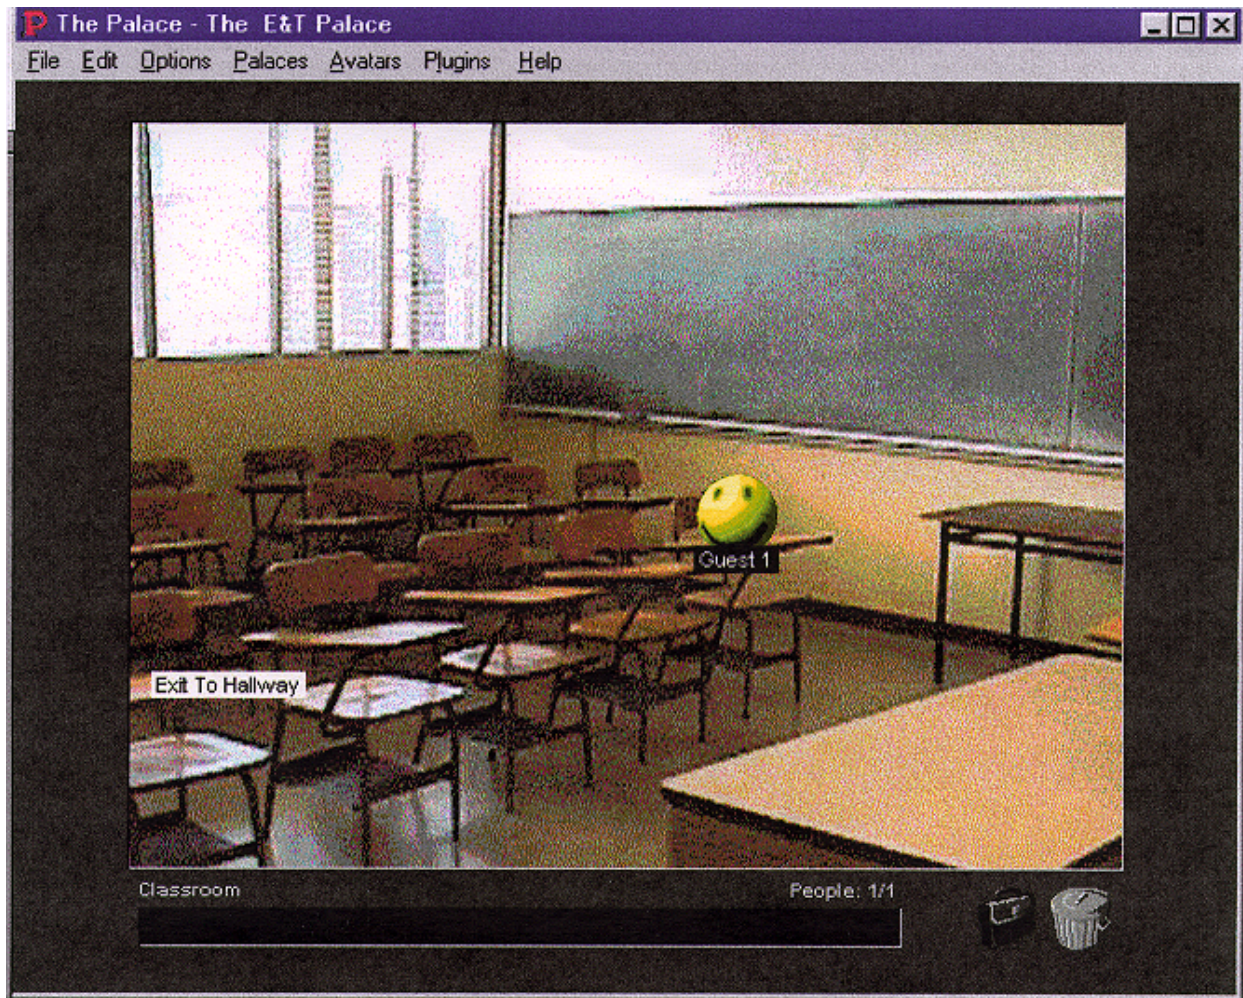 The Palace - The E&T Palace
File Edit Options Palaces Avatars Plugins Help
Guest 1
Exit To Hallway
Classroom People: 1/1